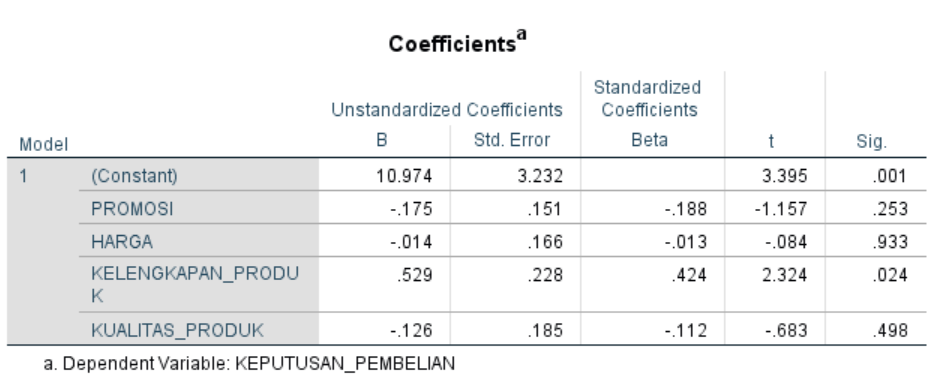 Coefficientsa
Unstandardized Coefficients Standardized Coefficients
Model B Std. Error Beta t Sig.
1 (Constant) 10.974 3.232 3.395 .001
PROMOSI -.175 .151 -.188 -1.157 .253
HARGA -.014 .166 -.013 -.084 .933
KELENGKAPAN_PRODU .529 .228 .424 2.324 .024
K
KUALITAS_PRODUK -.126 .185 -.112 -.683 .498
a. Dependent Variable: KEPUTUSAN_PEMBELIAN